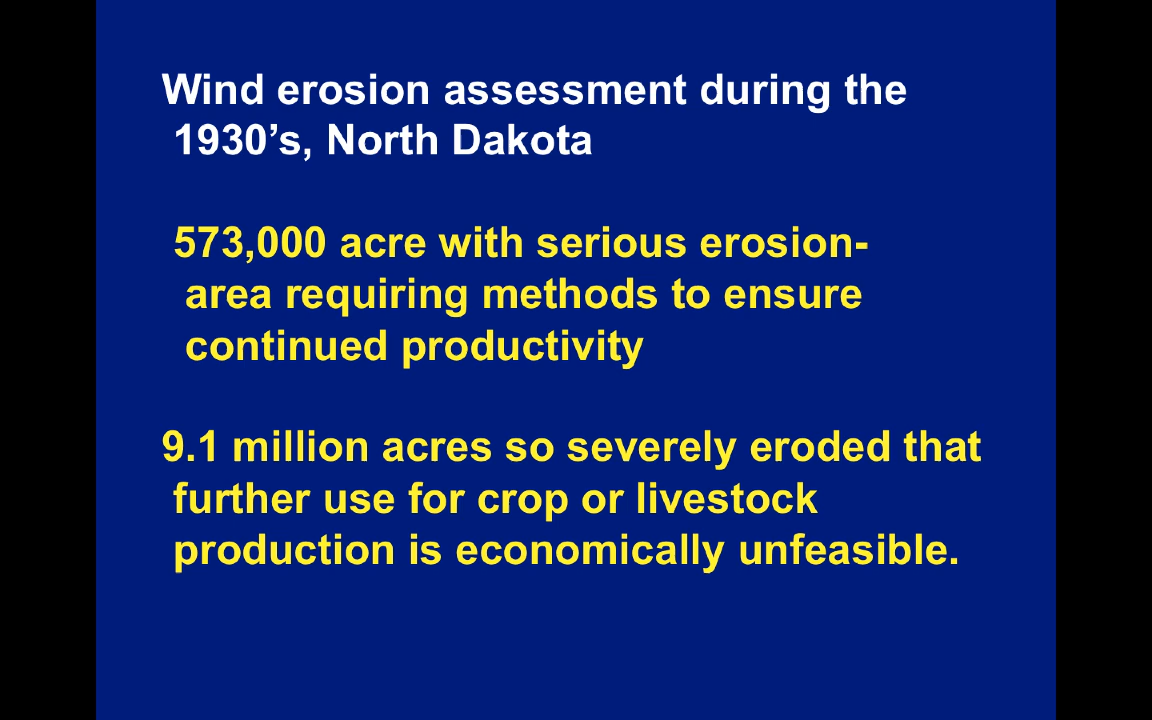 Wind erosion assessment during the
1930’s, North Dakota
573,000 acre with serious erosion-
area requiring methods to ensure
continued productivity
9.1 million acres so severely eroded that
further use for crop or livestock
production is economically unfeasible.